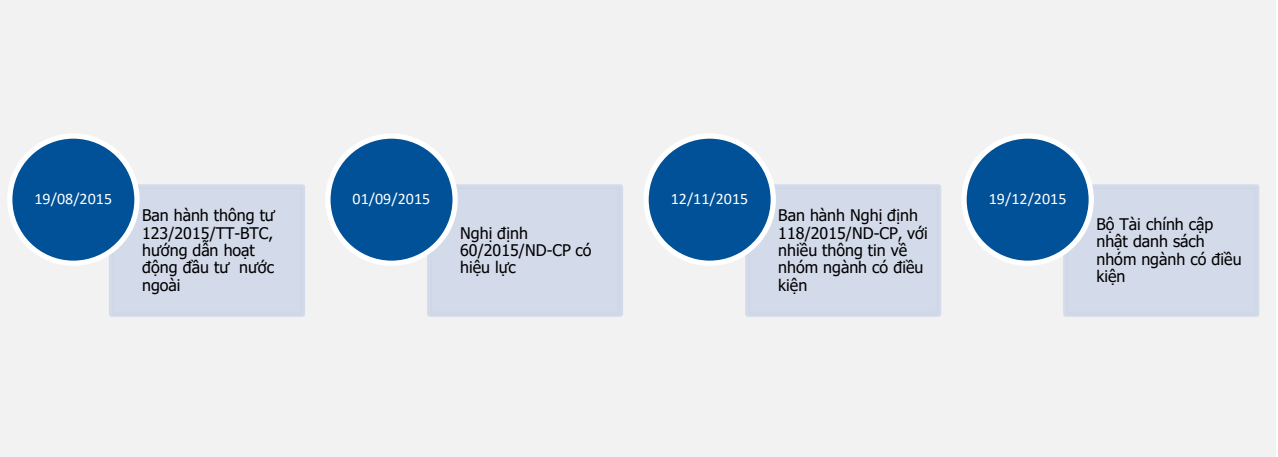 19/08/2015
Ban hành thông tư
123/2015/TT-BTC,
hướng dẫn hoạt
động đầu tư nước
ngoài
01/09/2015
Nghị định
60/2015/ND-CP có
hiệu lực
12/11/2015
Ban hành Nghị định
118/2015/ND-CP, với
nhiều thông tin về
nhóm ngành có điều
kiện
19/12/2015
Bộ Tài chính cập
nhật danh sách
nhóm ngành có điều
kiện